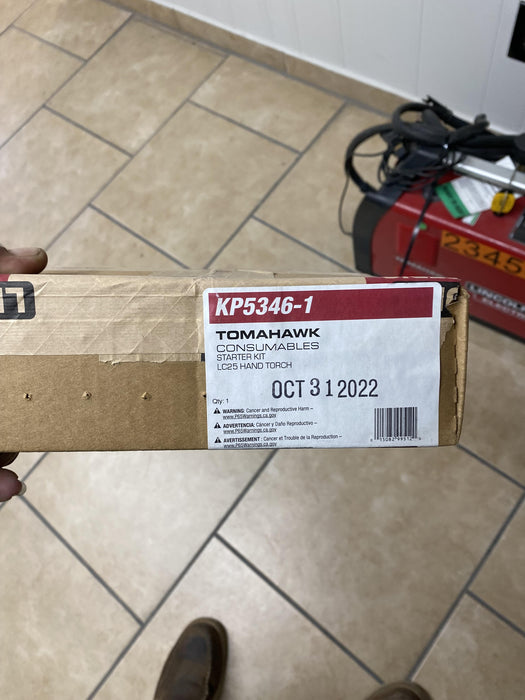 KP5346-1
TOMAHAWK
CONSUMABLES
STARTER KIT
LC25 HAND TORCH
OCT 31 2022
Qty: 1
WARNING: Cancer and Reproductive Harm –
www.P65Warnings.ca.gov
ADVERTENCIA: Cáncer y Daño Reproductivo –
www.P65Warnings.ca.gov
AVERTISSEMENT : Cancer et Trouble de la Reproduction –
www.P65Warnings.ca.gov
2345
LINCOLN